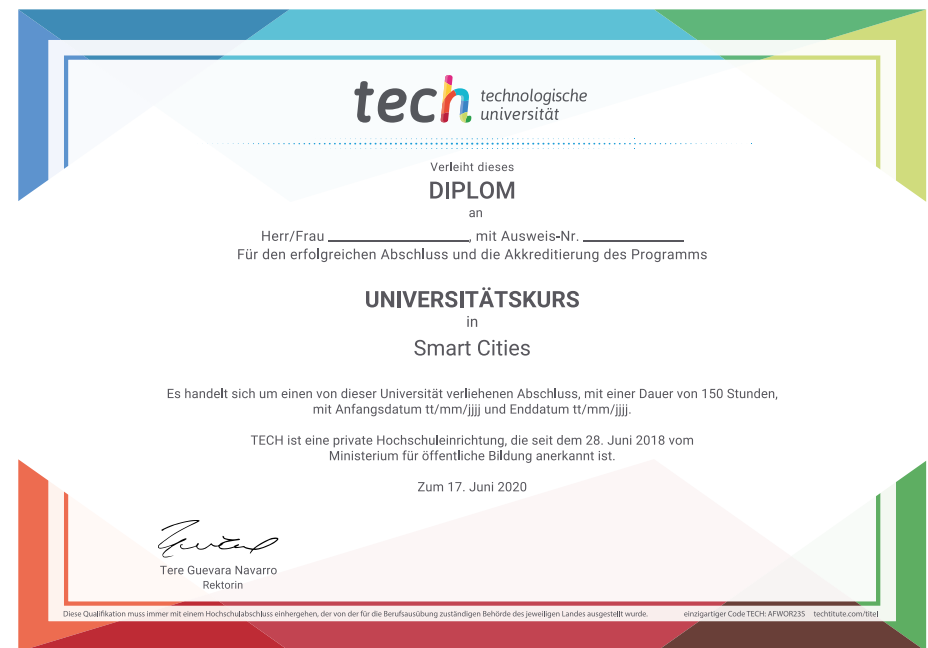 tech technologische
universität
Verleiht dieses
DIPLOM
an
Herr/Frau ____________________, mit Ausweis-Nr. ______________
Für den erfolgreichen Abschluss und die Akkreditierung des Programms
UNIVERSITÄTSKURS
in
Smart Cities
Es handelt sich um einen von dieser Universität verliehenen Abschluss, mit einer Dauer von 150 Stunden,
mit Anfangsdatum tt/mm/jjjj und Enddatum tt/mm/jjjj.
TECH ist eine private Hochschuleinrichtung, die seit dem 28. Juni 2018 vom
Ministerium für öffentliche Bildung anerkannt ist.
Zum 17. Juni 2020
Tere Guevara Navarro
Rektorin
Diese Qualifikation muss immer mit einem Hochschulabschluss einhergehen, der von der für die Berufsausübung zuständigen Behörde des jeweiligen Landes ausgestellt wurde. einzigartiger Code TECH: AFWOR23S techtitute.com/titel